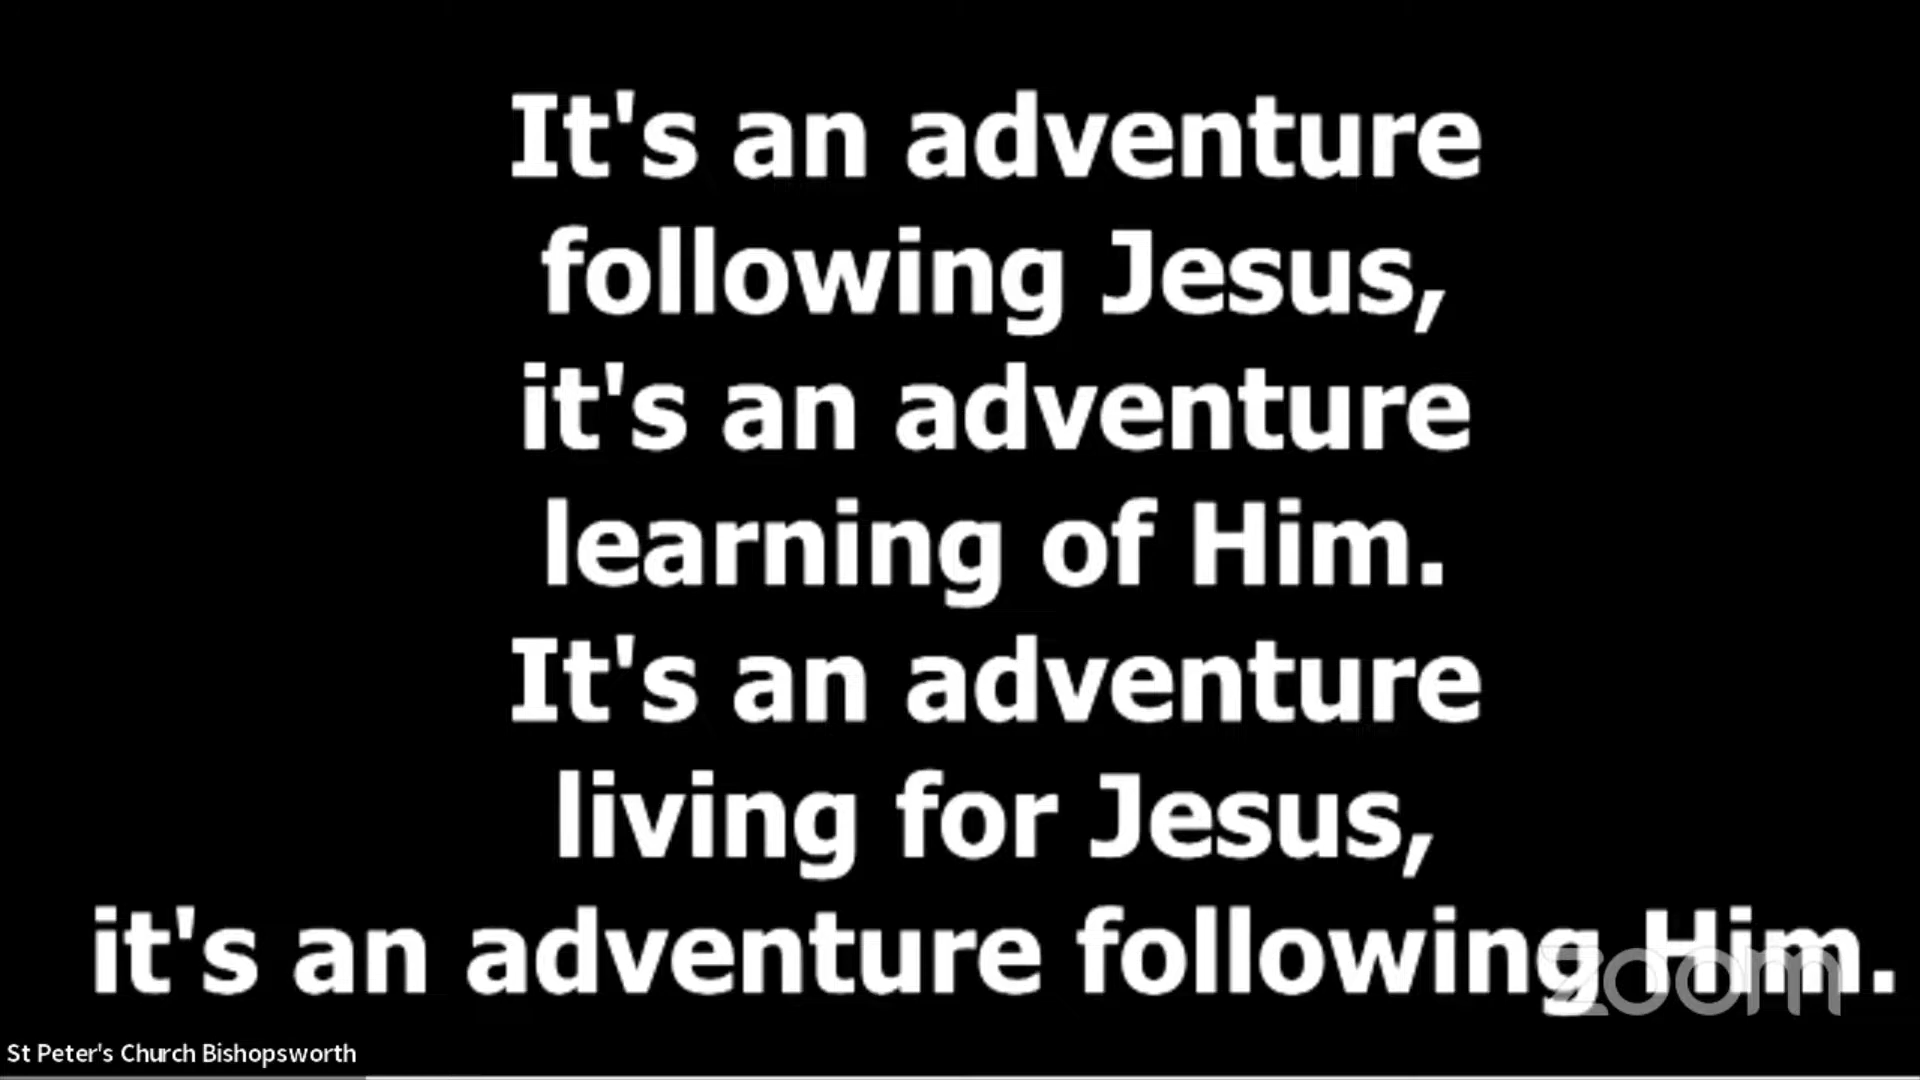 It's an adventure
following Jesus,
it's an adventure
learning of Him.
It's an adventure
living for Jesus,
it's an adventure following Him.
zoom
St Peter's Church Bishopsworth